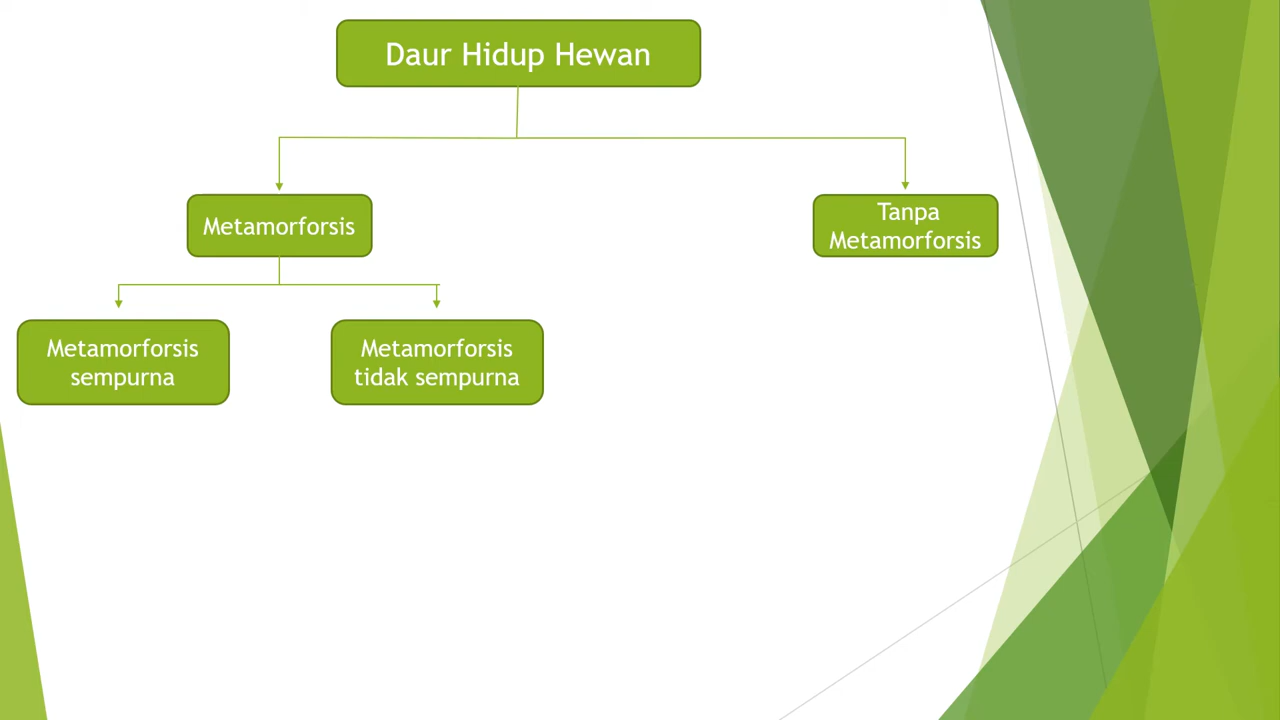 Daur Hidup Hewan
Metamorforsis
Tanpa
Metamorforsis
Metamorforsis
sempurna
Metamorforsis
tidak sempurna